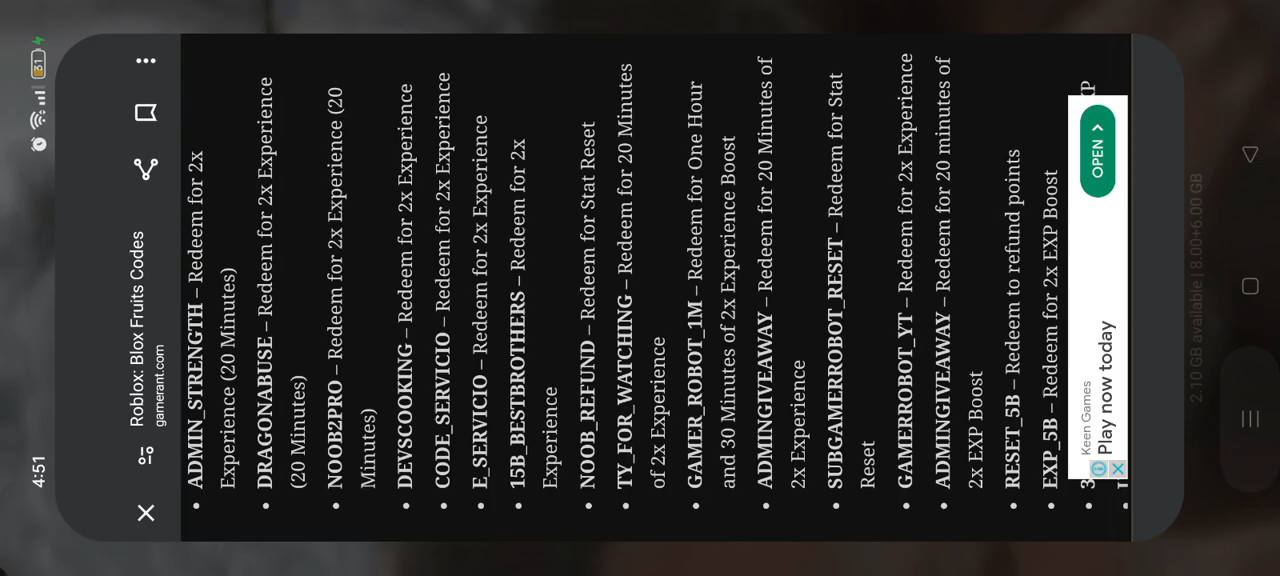 4:51
31
Roblox: Blox Fruits Codes
gamerant.com
• ADMIN_STRENGTH – Redeem for 2x
Experience (20 Minutes)
• DRAGONABUSE – Redeem for 2x Experience
(20 Minutes)
• NOOB2PRO – Redeem for 2x Experience (20
Minutes)
• DEVSCOOKING – Redeem for 2x Experience
• CODE_SERVICIO – Redeem for 2x Experience
• E_SERVICIO – Redeem for 2x Experience
• 15B_BESTBROTHERS – Redeem for 2x
Experience
• NOOB_REFUND – Redeem for Stat Reset
• TY_FOR_WATCHING – Redeem for 20 Minutes
of 2x Experience
• GAMER_ROBOT_1M – Redeem for One Hour
and 30 Minutes of 2x Experience Boost
• ADMINGIVEAWAY – Redeem for 20 Minutes of
2x Experience
• SUBGAMERROBOT_RESET – Redeem for Stat
Reset
• GAMERROBOT_YT – Redeem for 2x Experience
• ADMINGIVEAWAY – Redeem for 20 minutes of
2x EXP Boost
• RESET_5B – Redeem to refund points
• EXP_5B – Redeem for 2x EXP Boost
Keen Games
Play now today
OPEN
2.10 GB available | 8.00+6.00 GB